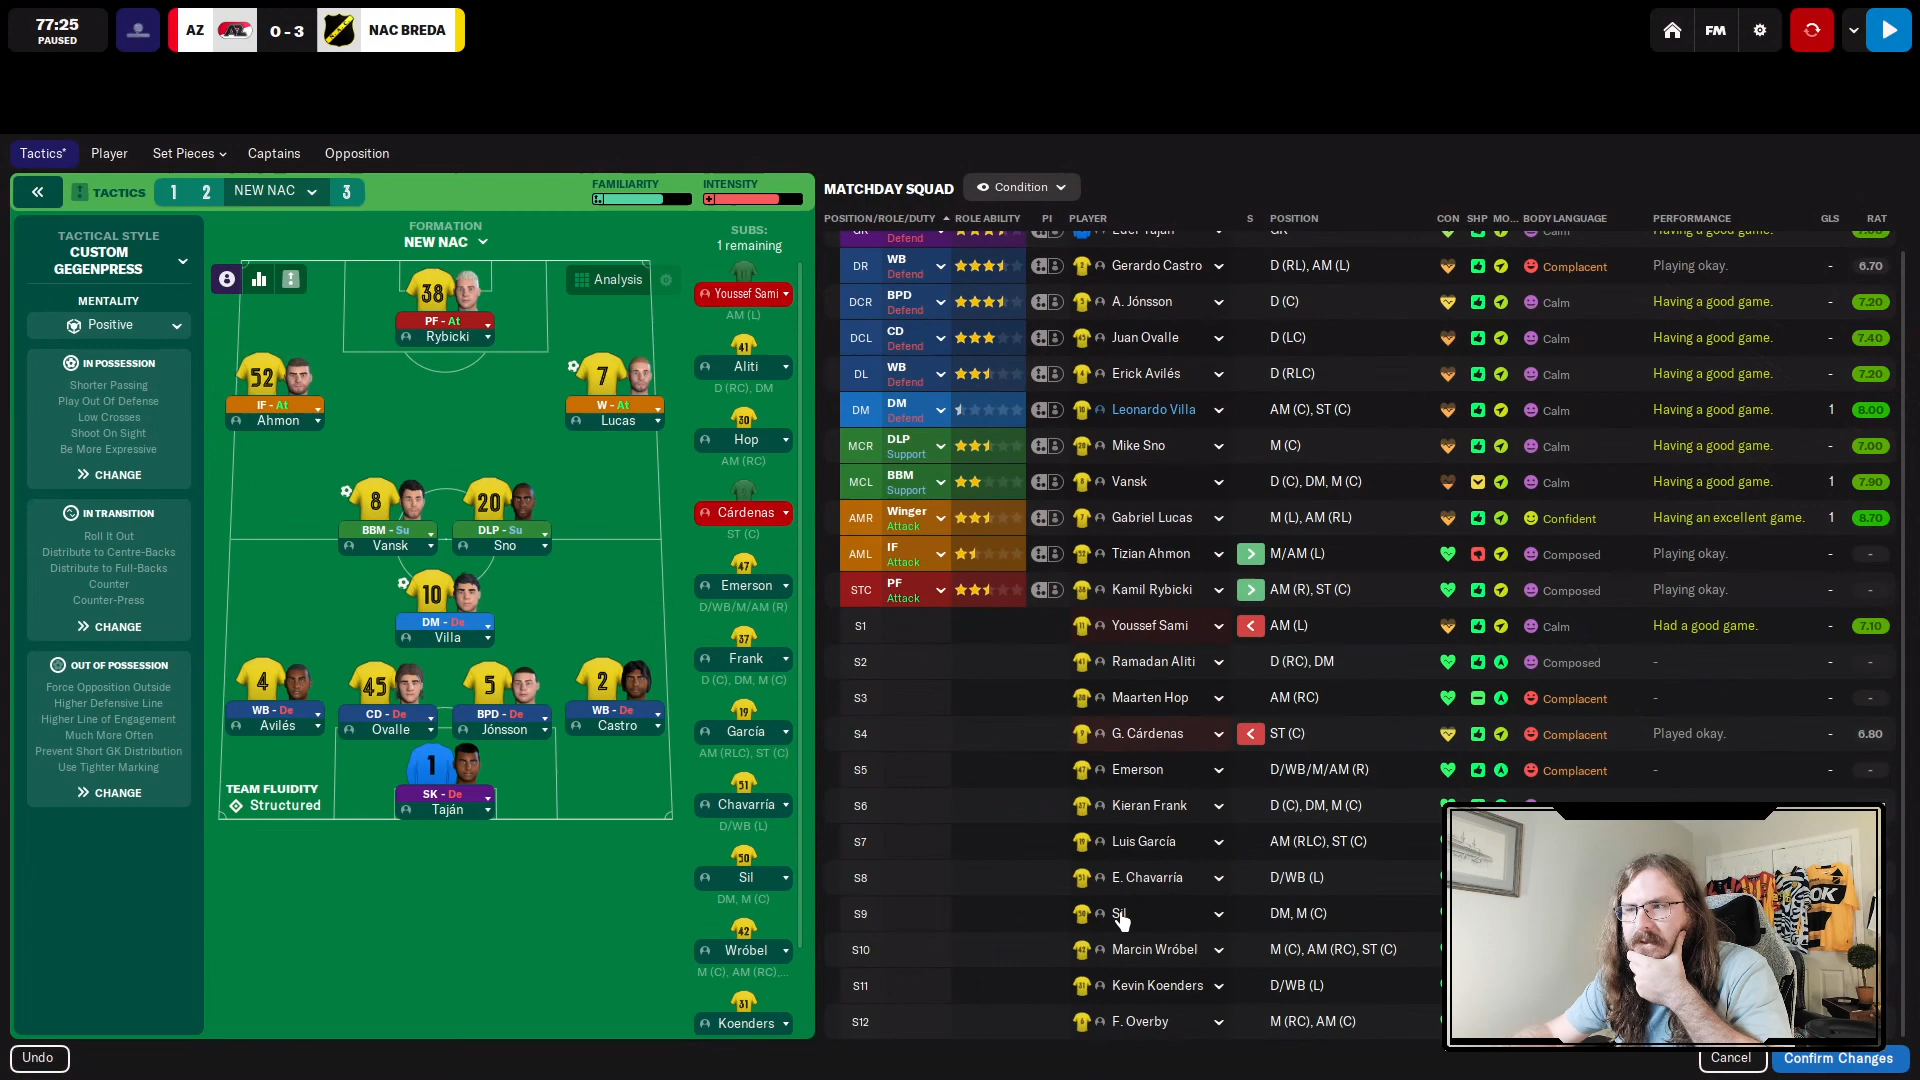 77:25
PAUSED
AZ
0 - 3
NAC BREDA
FM
Tactics*
Player
Set Pieces
Captains
Opposition
TACTICS
1
2
NEW NAC
3
FAMILIARITY
INTENSITY
TACTICAL STYLE
CUSTOM
GEGENPRESS
MENTALITY
Positive
IN POSSESSION
Shorter Passing
Play Out Of Defense
Low Crosses
Shoot On Sight
Be More Expressive
CHANGE
IN TRANSITION
Roll It Out
Distribute to Centre-Backs
Distribute to Full-Backs
Counter
Counter-Press
CHANGE
OUT OF POSSESSION
Force Opposition Outside
Higher Defensive Line
Higher Line of Engagement
Much More Often
Prevent Short GK Distribution
Use Tighter Marking
CHANGE
FORMATION
NEW NAC
Analysis
38
PF - At
Rybicki
52
IF - At
Ahmon
7
W - At
Lucas
8
BBM - Su
Vansk
20
DLP - Su
Sno
10
DM - De
Villa
4
WB - De
Avilés
45
CD - De
Ovalle
5
BPD - De
Jónsson
2
WB - De
Castro
1
SK - De
Taján
TEAM FLUIDITY
Structured
SUBS:
1 remaining
Youssef Sami
AM (L)
41
Aliti
D (RC), DM
30
Hop
AM (RC)
Cárdenas
ST (C)
47
Emerson
D/WB/M/AM (R)
37
Frank
D (C), DM, M (C)
19
García
AM (RLC), ST (C)
51
Chavarría
D/WB (L)
50
Sil
DM, M (C)
42
Wróbel
M (C), AM (RC),...
31
Koenders
MATCHDAY SQUAD
Condition
POSITION/ROLE/DUTY ROLE ABILITY PI PLAYER S POSITION CON SHP MO... BODY LANGUAGE PERFORMANCE GLS RAT
GK Defend Eder Taján GK Calm Having a good game. -
DR WB Defend Gerardo Castro D (RL), AM (L) Complacent Playing okay. - 6.70
DCR BPD Defend A. Jónsson D (C) Calm Having a good game. - 7.20
DCL CD Defend Juan Ovalle D (LC) Calm Having a good game. - 7.40
DL WB Defend Erick Avilés D (RLC) Calm Having a good game. - 7.20
DM DM Defend Leonardo Villa AM (C), ST (C) Calm Having a good game. 1 8.00
MCR DLP Support Mike Sno M (C) Calm Having a good game. - 7.00
MCL BBM Support Vansk D (C), DM, M (C) Calm Having a good game. 1 7.90
AMR Winger Attack Gabriel Lucas M (L), AM (RL) Confident Having an excellent game. 1 8.70
AML IF Attack Tizian Ahmon M/AM (L) Composed Playing okay. - -
STC PF Attack Kamil Rybicki AM (R), ST (C) Composed Playing okay. - -
S1 Youssef Sami AM (L) Calm Had a good game. - 7.10
S2 Ramadan Aliti D (RC), DM Composed - - -
S3 Maarten Hop AM (RC) Complacent - - -
S4 G. Cárdenas ST (C) Complacent Played okay. - 6.80
S5 Emerson D/WB/M/AM (R) Complacent - - -
S6 Kieran Frank D (C), DM, M (C)
S7 Luis García AM (RLC), ST (C)
S8 E. Chavarría D/WB (L)
S9 Sil DM, M (C)
S10 Marcin Wróbel M (C), AM (RC), ST (C)
S11 Kevin Koenders D/WB (L)
S12 F. Overby M (RC), AM (C)
Undo
Cancel
Confirm Changes